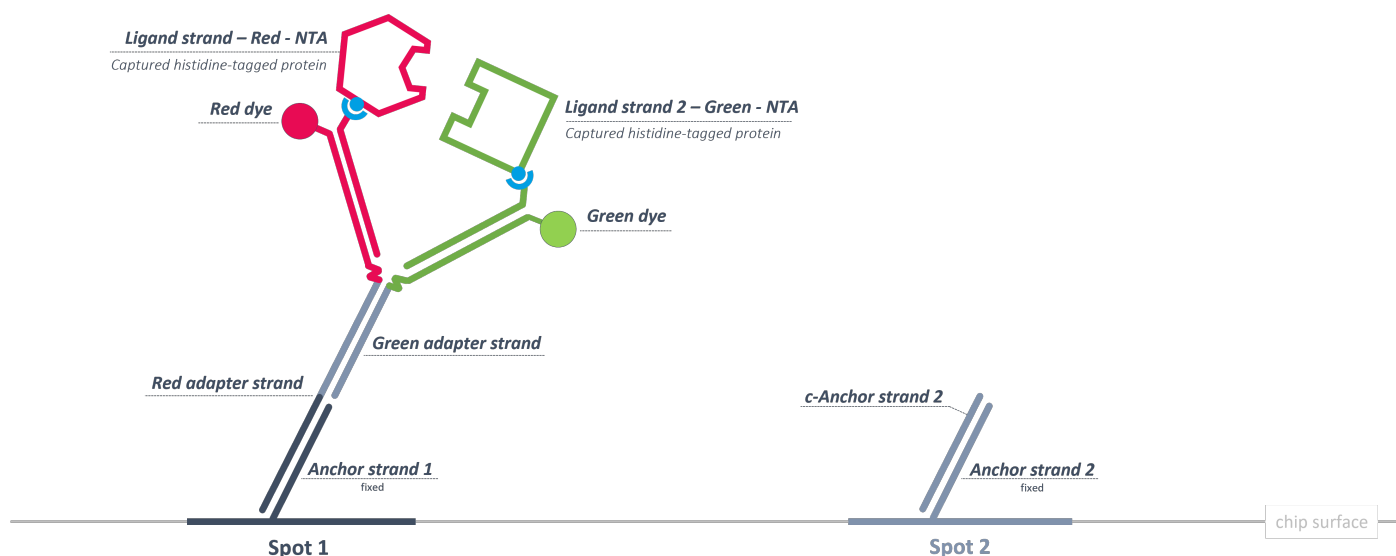 Ligand strand – Red - NTA
Captured histidine-tagged protein
Red dye
Ligand strand 2 – Green - NTA
Captured histidine-tagged protein
Green dye
Green adapter strand
Red adapter strand
c-Anchor strand 2
Anchor strand 1
fixed
Anchor strand 2
fixed
chip surface
Spot 1
Spot 2